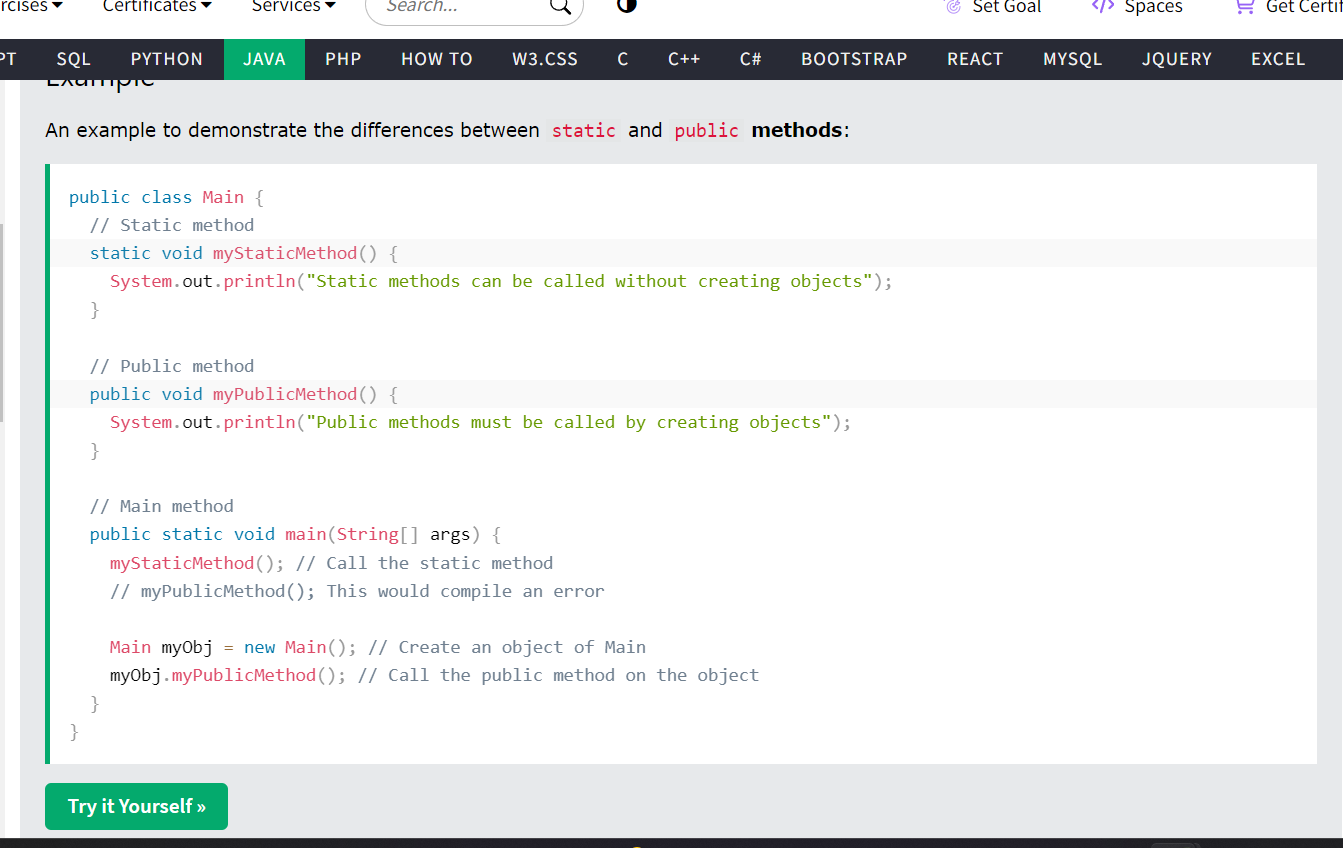 rcises Certificates Services Search... Set Goal Spaces Get Certif
PT SQL PYTHON JAVA PHP HOW TO W3.CSS C C++ C# BOOTSTRAP REACT MYSQL JQUERY EXCEL
Example
An example to demonstrate the differences between static and public methods:
public class Main {
// Static method
static void myStaticMethod() {
System.out.println("Static methods can be called without creating objects");
}
// Public method
public void myPublicMethod() {
System.out.println("Public methods must be called by creating objects");
}
// Main method
public static void main(String[] args) {
myStaticMethod(); // Call the static method
// myPublicMethod(); This would compile an error
Main myObj = new Main(); // Create an object of Main
myObj.myPublicMethod(); // Call the public method on the object
}
}
Try it Yourself »